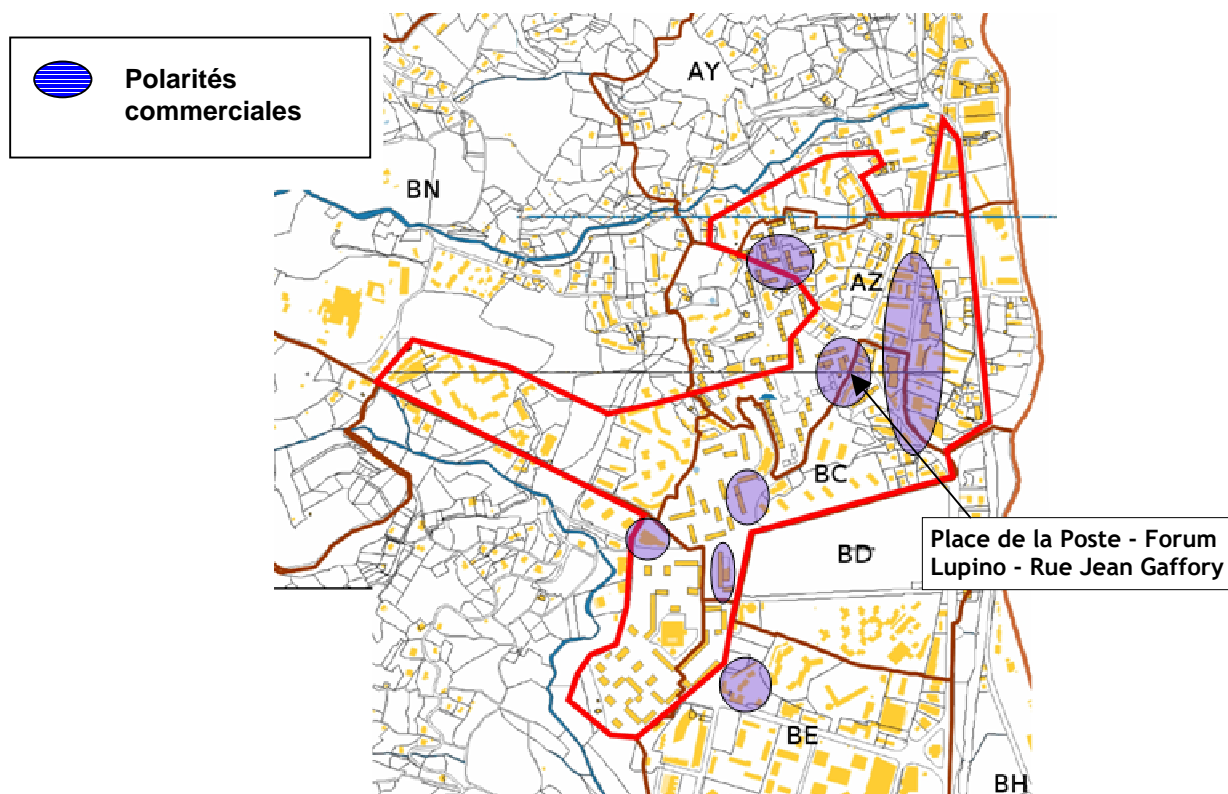 Polarités
commerciales
AY
BN
AZ
BC
BD
Place de la Poste - Forum
Lupino - Rue Jean Gaffory
BE
BH